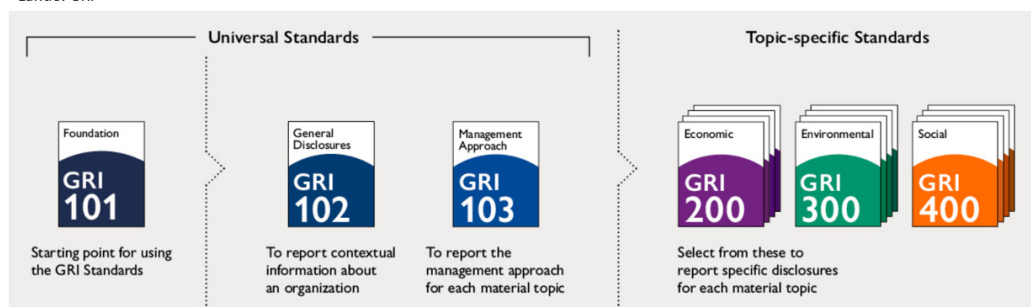 Universal Standards
Topic-specific Standards
Foundation
GRI
101
Starting point for using
the GRI Standards
General
Disclosures
GRI
102
To report contextual
information about
an organization
Management
Approach
GRI
103
To report the
management approach
for each material topic
Economic
GRI
200
Environmental
GRI
300
Social
GRI
400
Select from these to
report specific disclosures
for each material topic